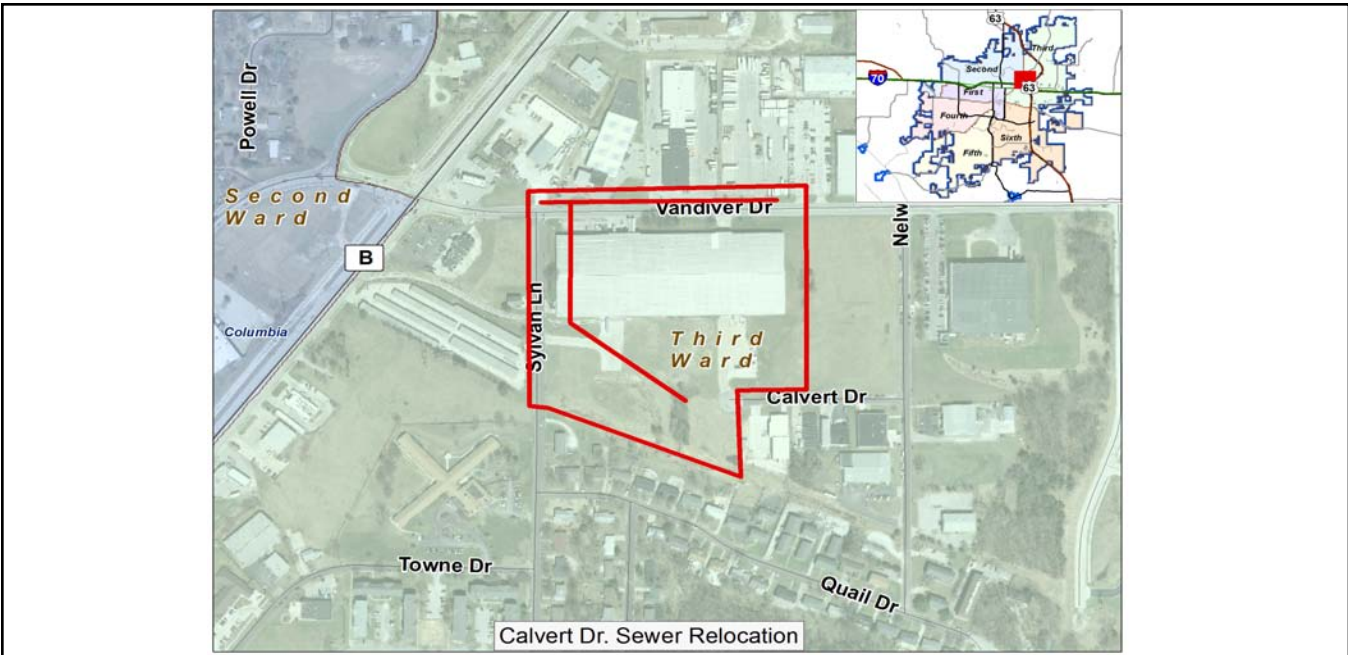 63
Third
Second
70
First
63
Fourth
Sixth
Fifth
Powell Dr
Second
Ward
Vandiver Dr
Nelw
B
Columbia
Sylvan Ln
Third
Ward
Calvert Dr
Towne Dr
Quail Dr
Calvert Dr. Sewer Relocation